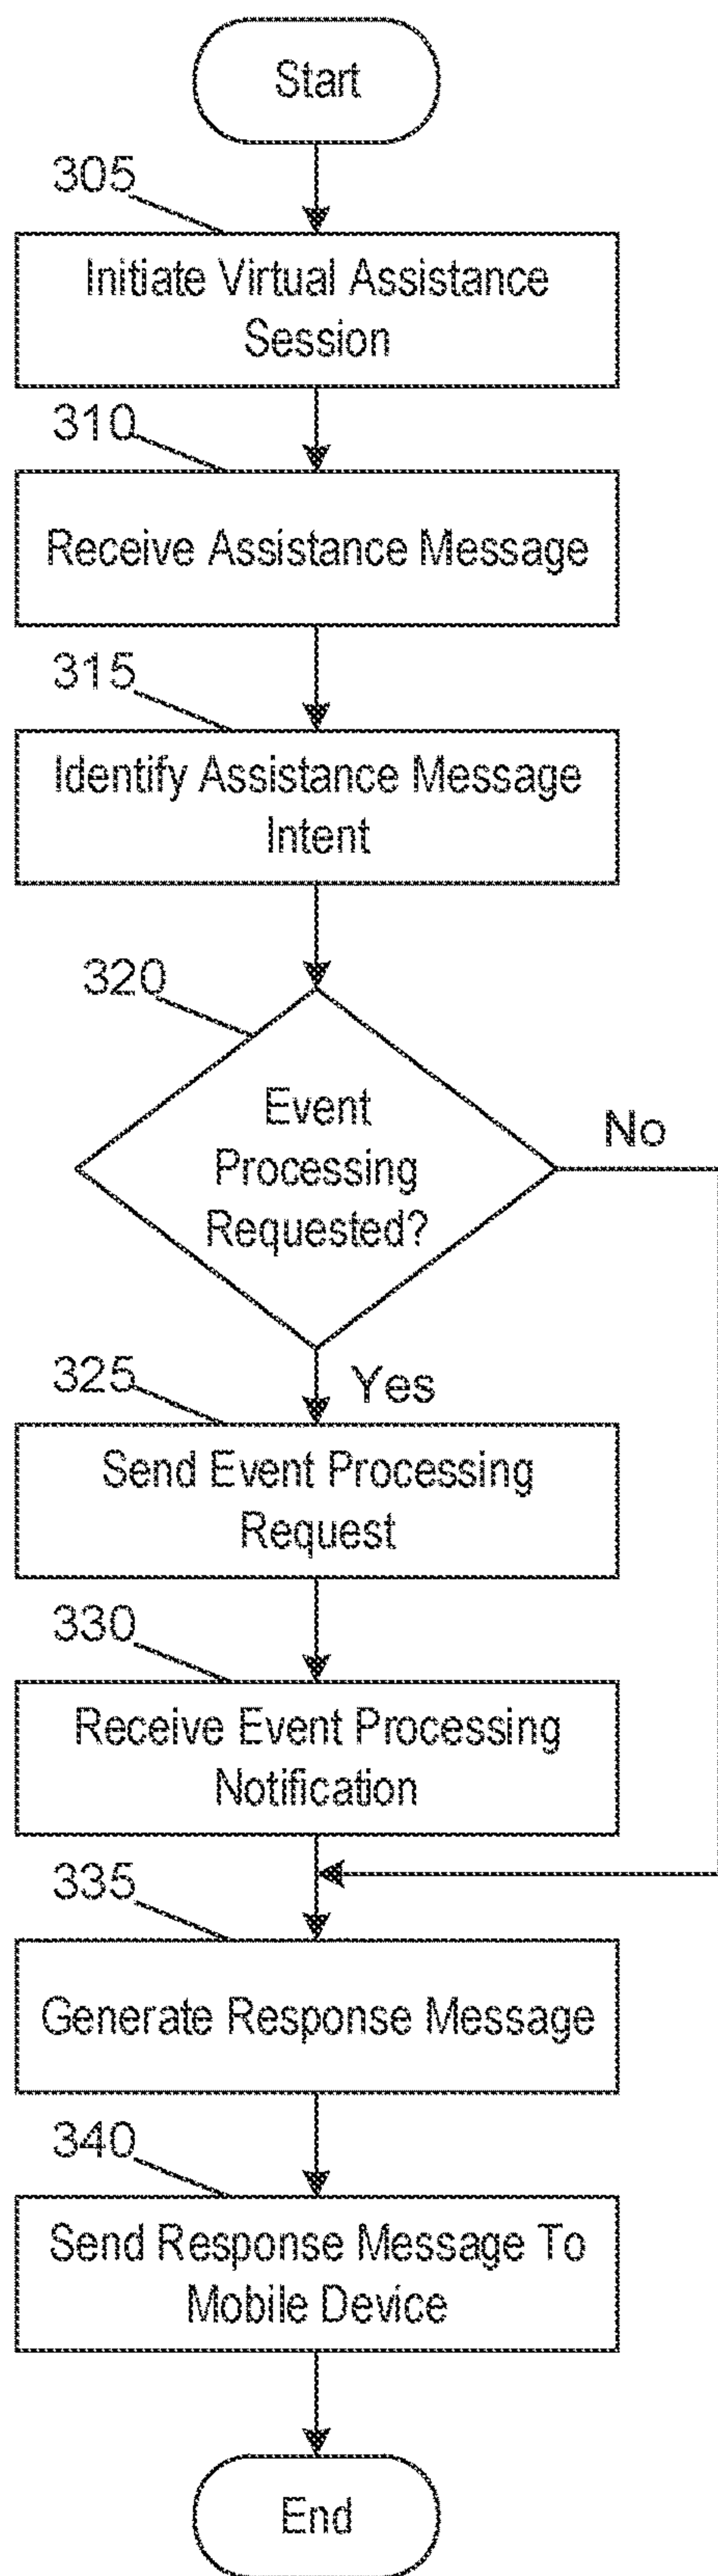 Start
305
Initiate Virtual Assistance
Session
310
Receive Assistance Message
315
Identify Assistance Message
Intent
320
Event
Processing
Requested?
No
Yes
325
Send Event Processing
Request
330
Receive Event Processing
Notification
335
Generate Response Message
340
Send Response Message To
Mobile Device
End